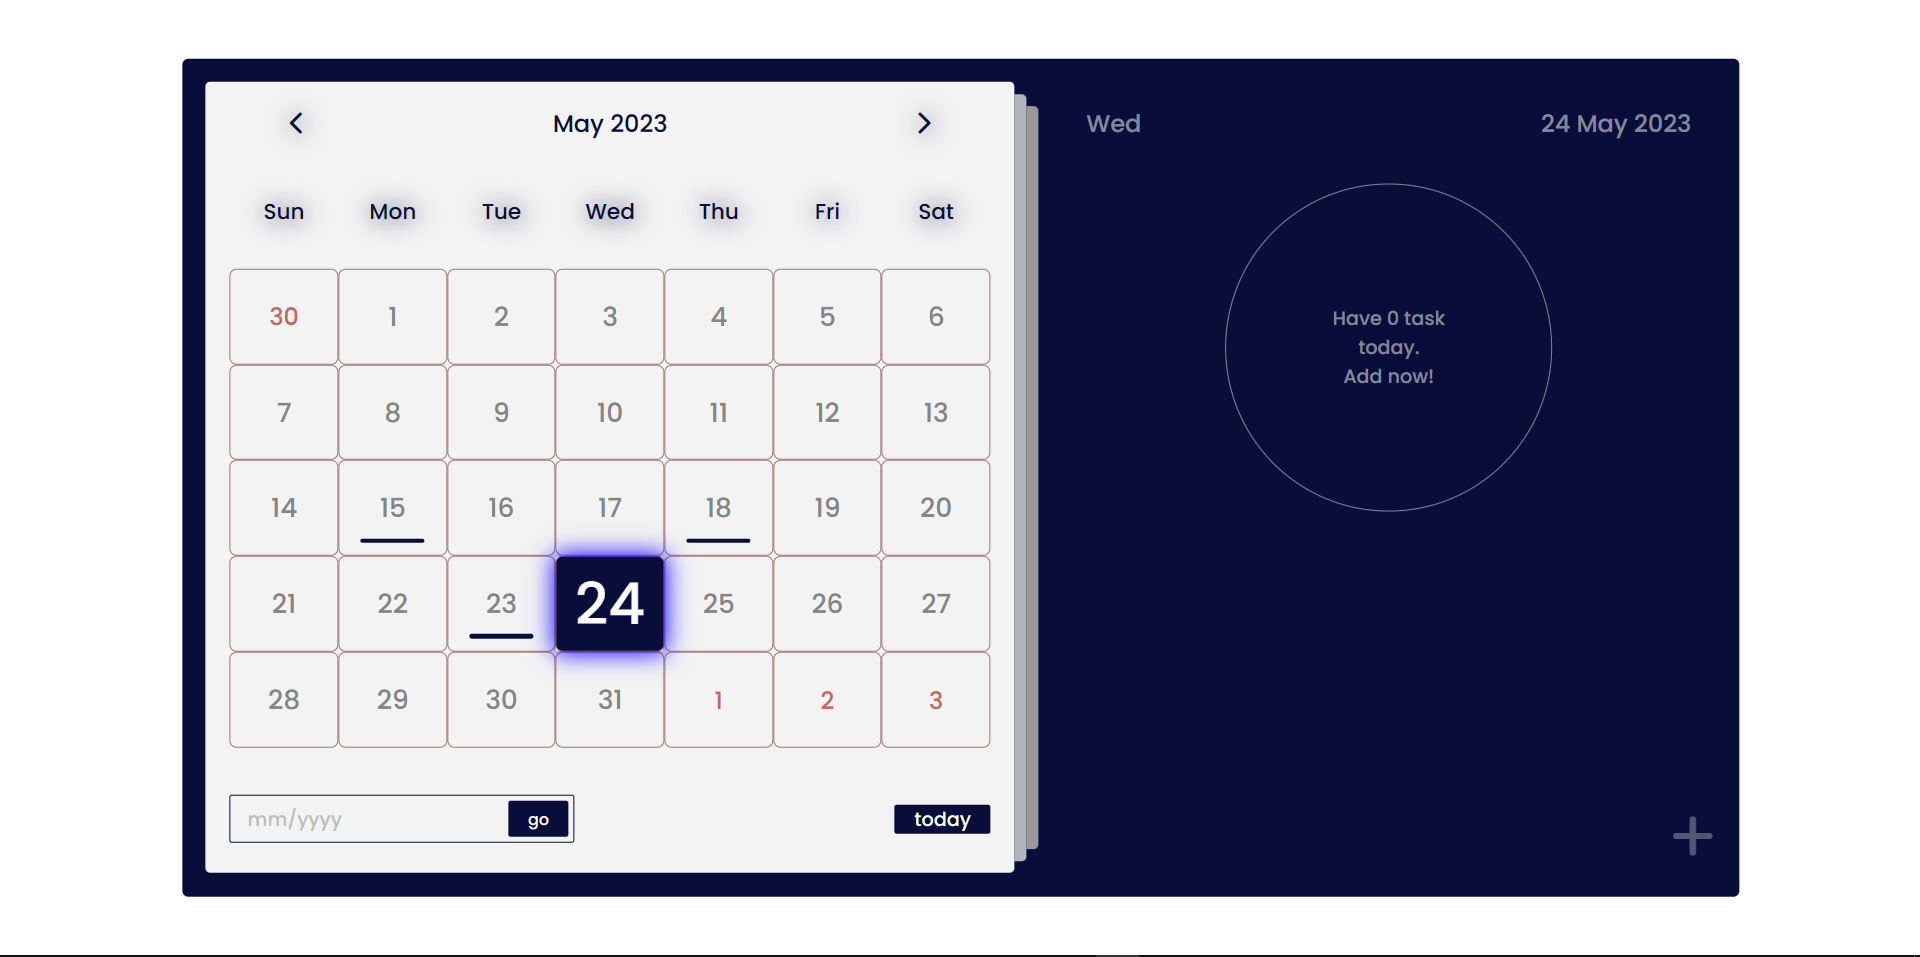 May 2023
Sun Mon Tue Wed Thu Fri Sat
30 1 2 3 4 5 6
7 8 9 10 11 12 13
14 15 16 17 18 19 20
21 22 23 24 25 26 27
28 29 30 31 1 2 3
mm/yyyy go today
Wed 24 May 2023
Have 0 task
today.
Add now!